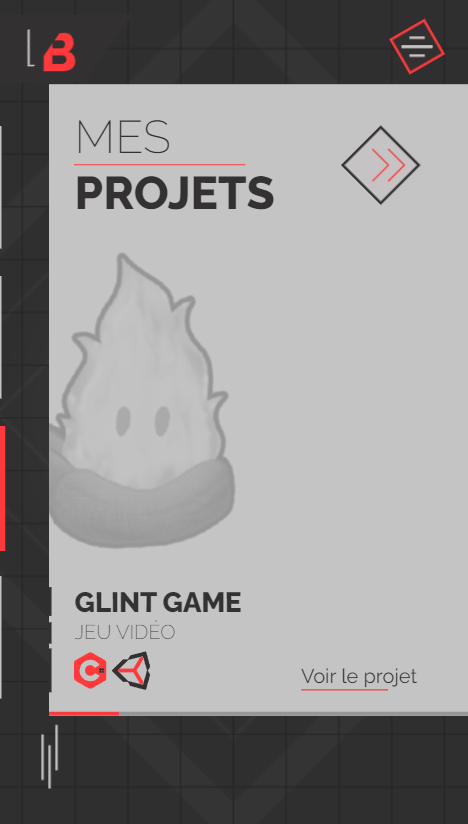 B
MES
PROJETS
GLINT GAME
JEU VIDÉO
C#
Voir le projet